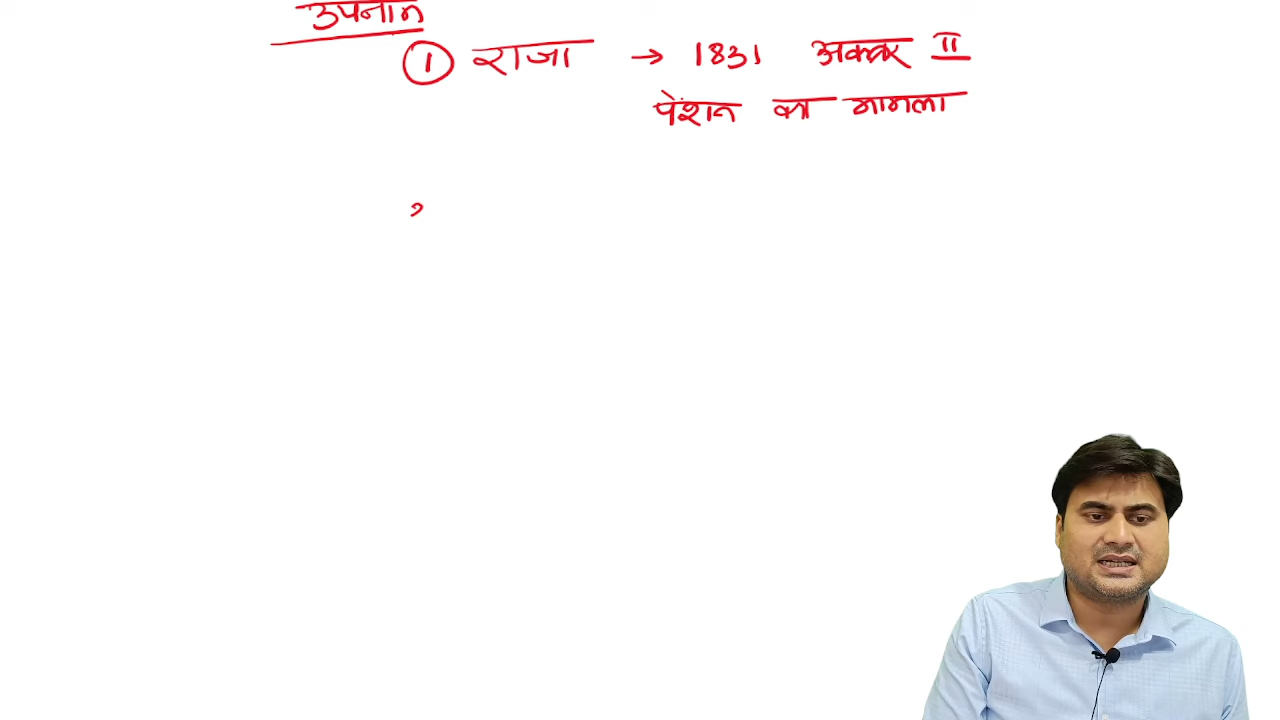 उपनाम
① राजा → 1831 अकबर II
पेंशन का मामला